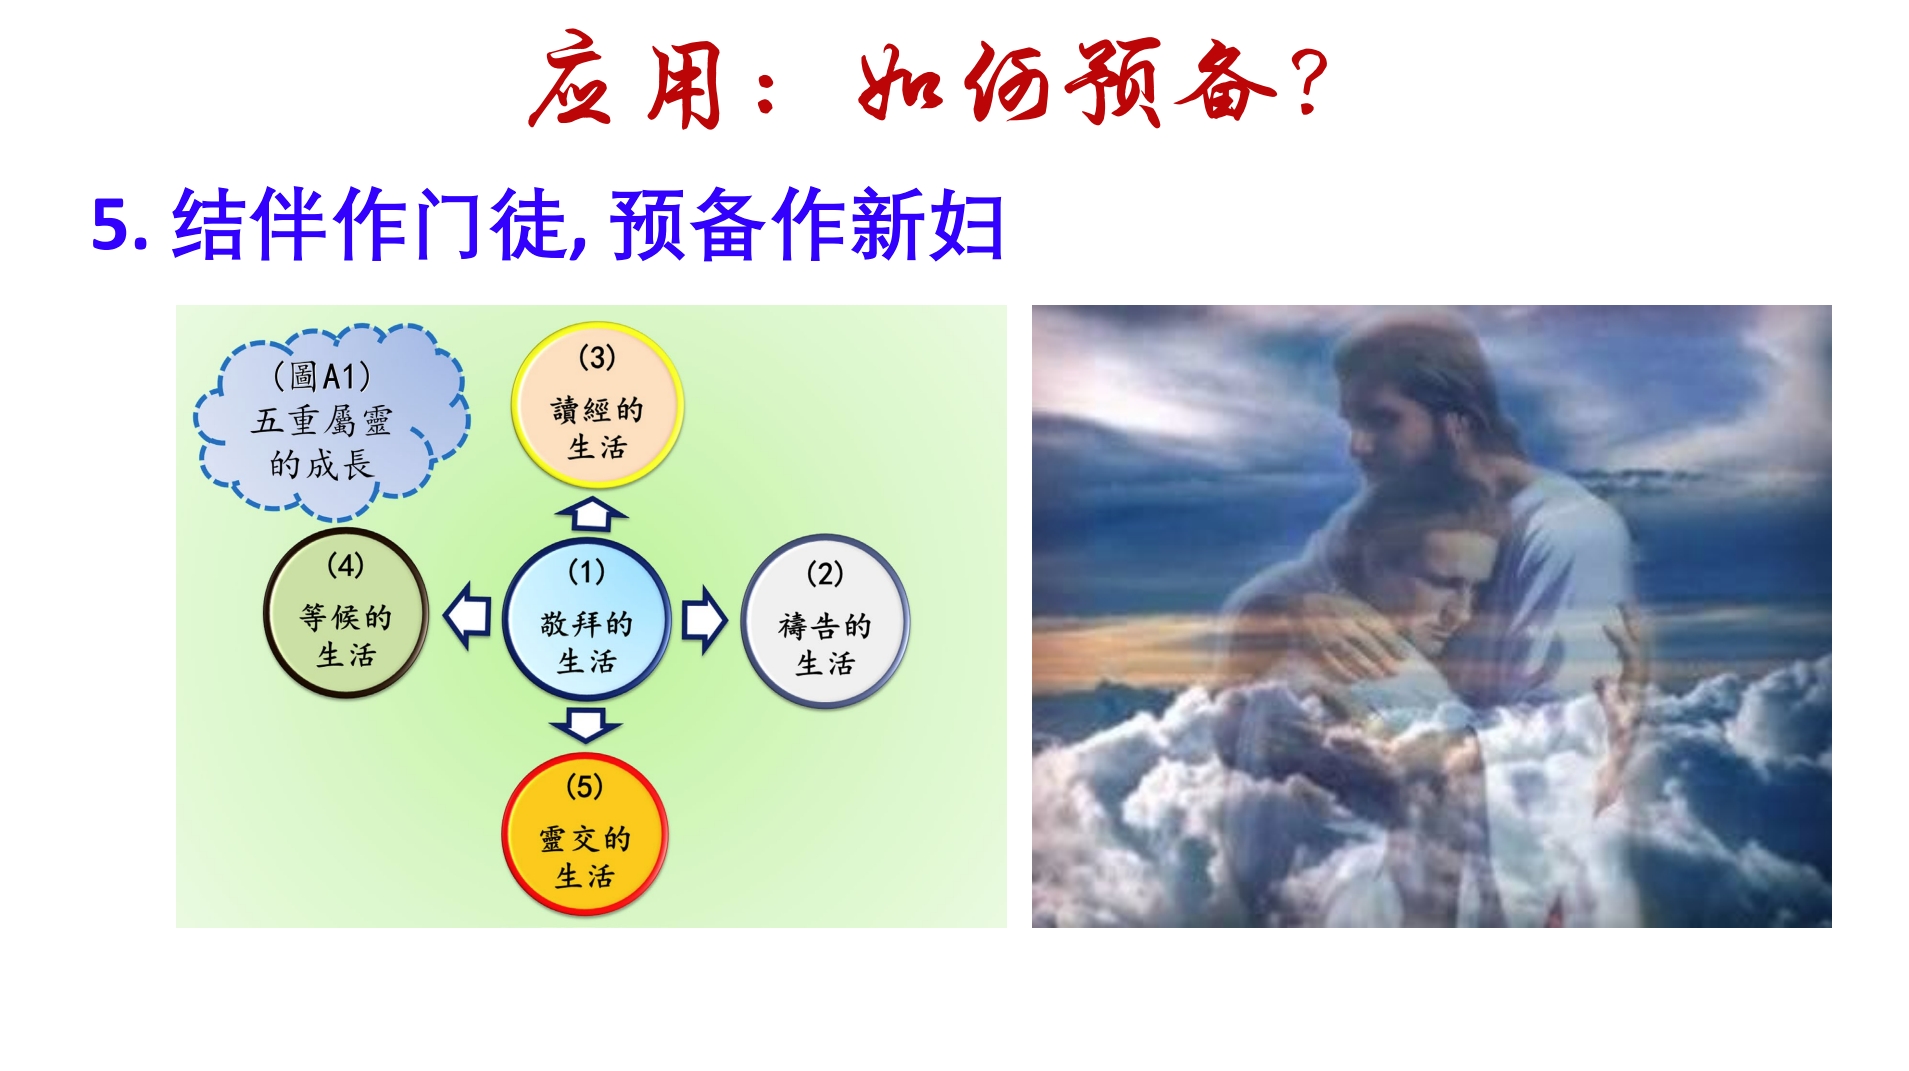 应用：如何预备?
5. 结伴作门徒, 预备作新妇
(圖A1)
五重屬靈
的成長
(3)
讀經的
生活
(4)
等候的
生活
(1)
敬拜的
生活
(2)
禱告的
生活
(5)
靈交的
生活